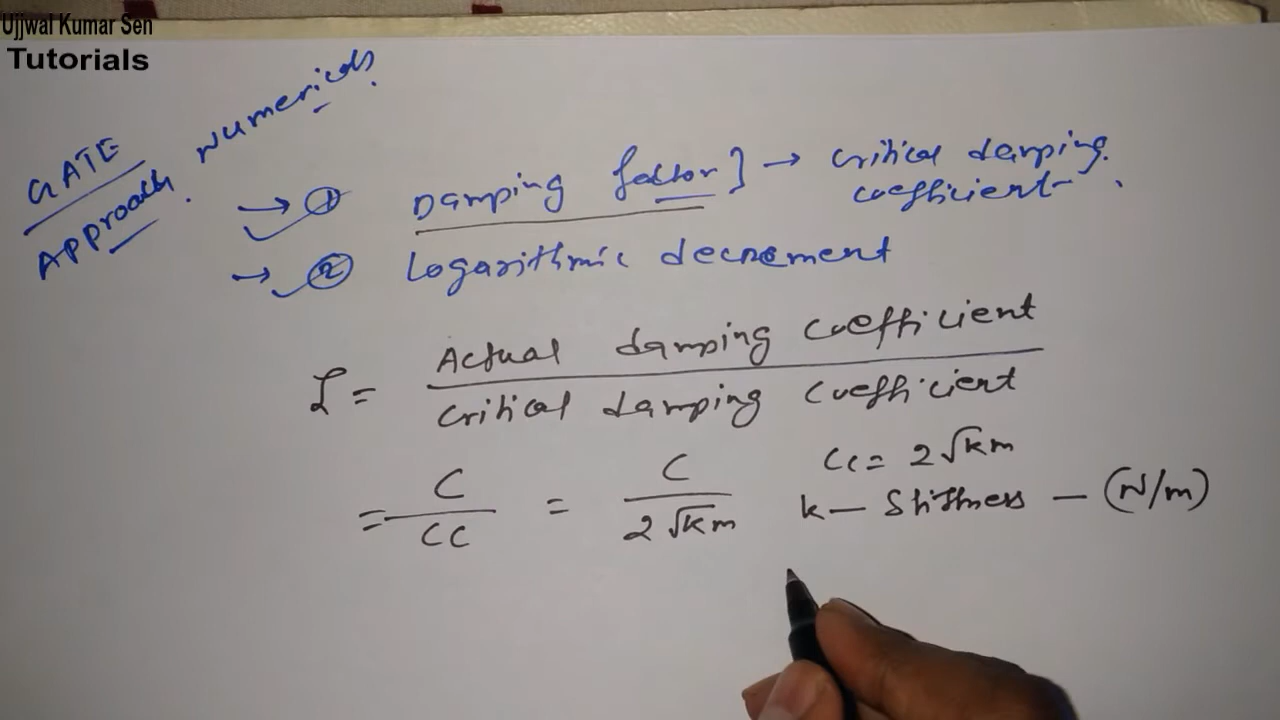 Ujjwal Kumar Sen
Tutorials
GATE
APProach Numericals
→ ① Damping factor] → critical damping
coefficient
→ ② Logarithmic decrement
ξ = Actual damping coefficient
critical damping coefficient
= C / CC = C / 2√km
Cc = 2√km
k — Stiffness — (N/m)